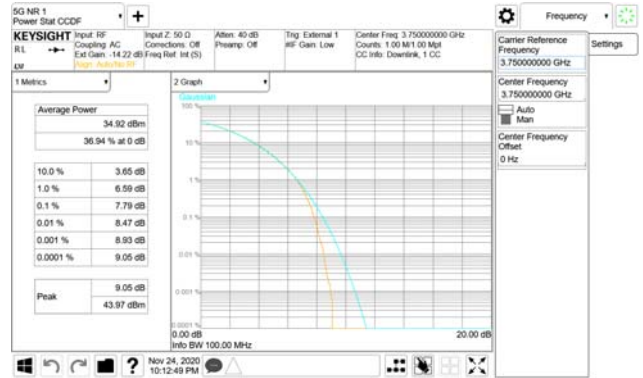 5G NR 1
Power Stat CCDF
Frequency
KEYSIGHT
RL
LXI
Input: RF
Coupling: AC
Ext Gain: -14.22 dB
Align: Auto/No RF
Input Z: 50 Ω
Corrections: Off
Freq Ref: Int (S)
Atten: 40 dB
Preamp: Off
Trig: External 1
#IF Gain: Low
Center Freq: 3.750000000 GHz
Counts: 1.00 M/1.00 Mpt
CC Info: Downlink, 1 CC
1 Metrics
Average Power
34.92 dBm
36.94 % at 0 dB
10.0 % 3.65 dB
1.0 % 6.59 dB
0.1 % 7.79 dB
0.01 % 8.47 dB
0.001 % 8.93 dB
0.0001 % 9.05 dB
Peak 9.05 dB
43.97 dBm
2 Graph
Gaussian
100 %
10 %
1 %
0.1 %
0.01 %
0.001 %
0.0001 %
0.00 dB 20.00 dB
Info BW 100.00 MHz
Carrier Reference
Frequency
3.750000000 GHz
Center Frequency
3.750000000 GHz
Auto
Man
Center Frequency
Offset
0 Hz
Settings
Nov 24, 2020
10:12:49 PM